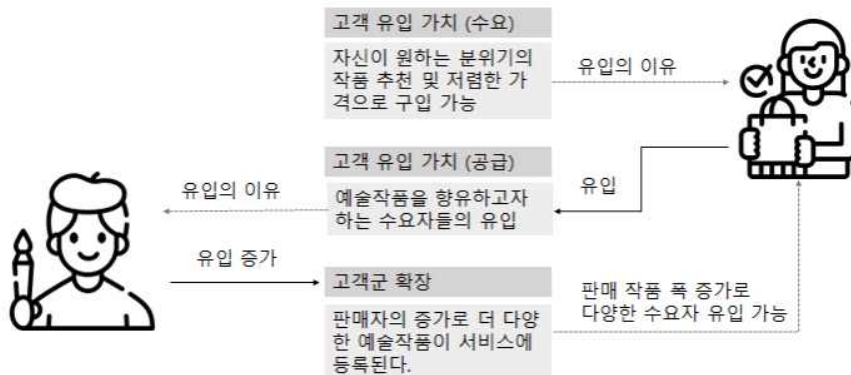 고객 유입 가치 (수요)
자신이 원하는 분위기의
작품 추천 및 저렴한 가
격으로 구입 가능
유입의 이유
고객 유입 가치 (공급)
예술작품을 향유하고자
하는 수요자들의 유입
유입의 이유
유입
유입 증가
고객군 확장
판매자의 증가로 더 다양
한 예술작품이 서비스에
등록된다.
판매 작품 폭 증가로
다양한 수요자 유입 가능